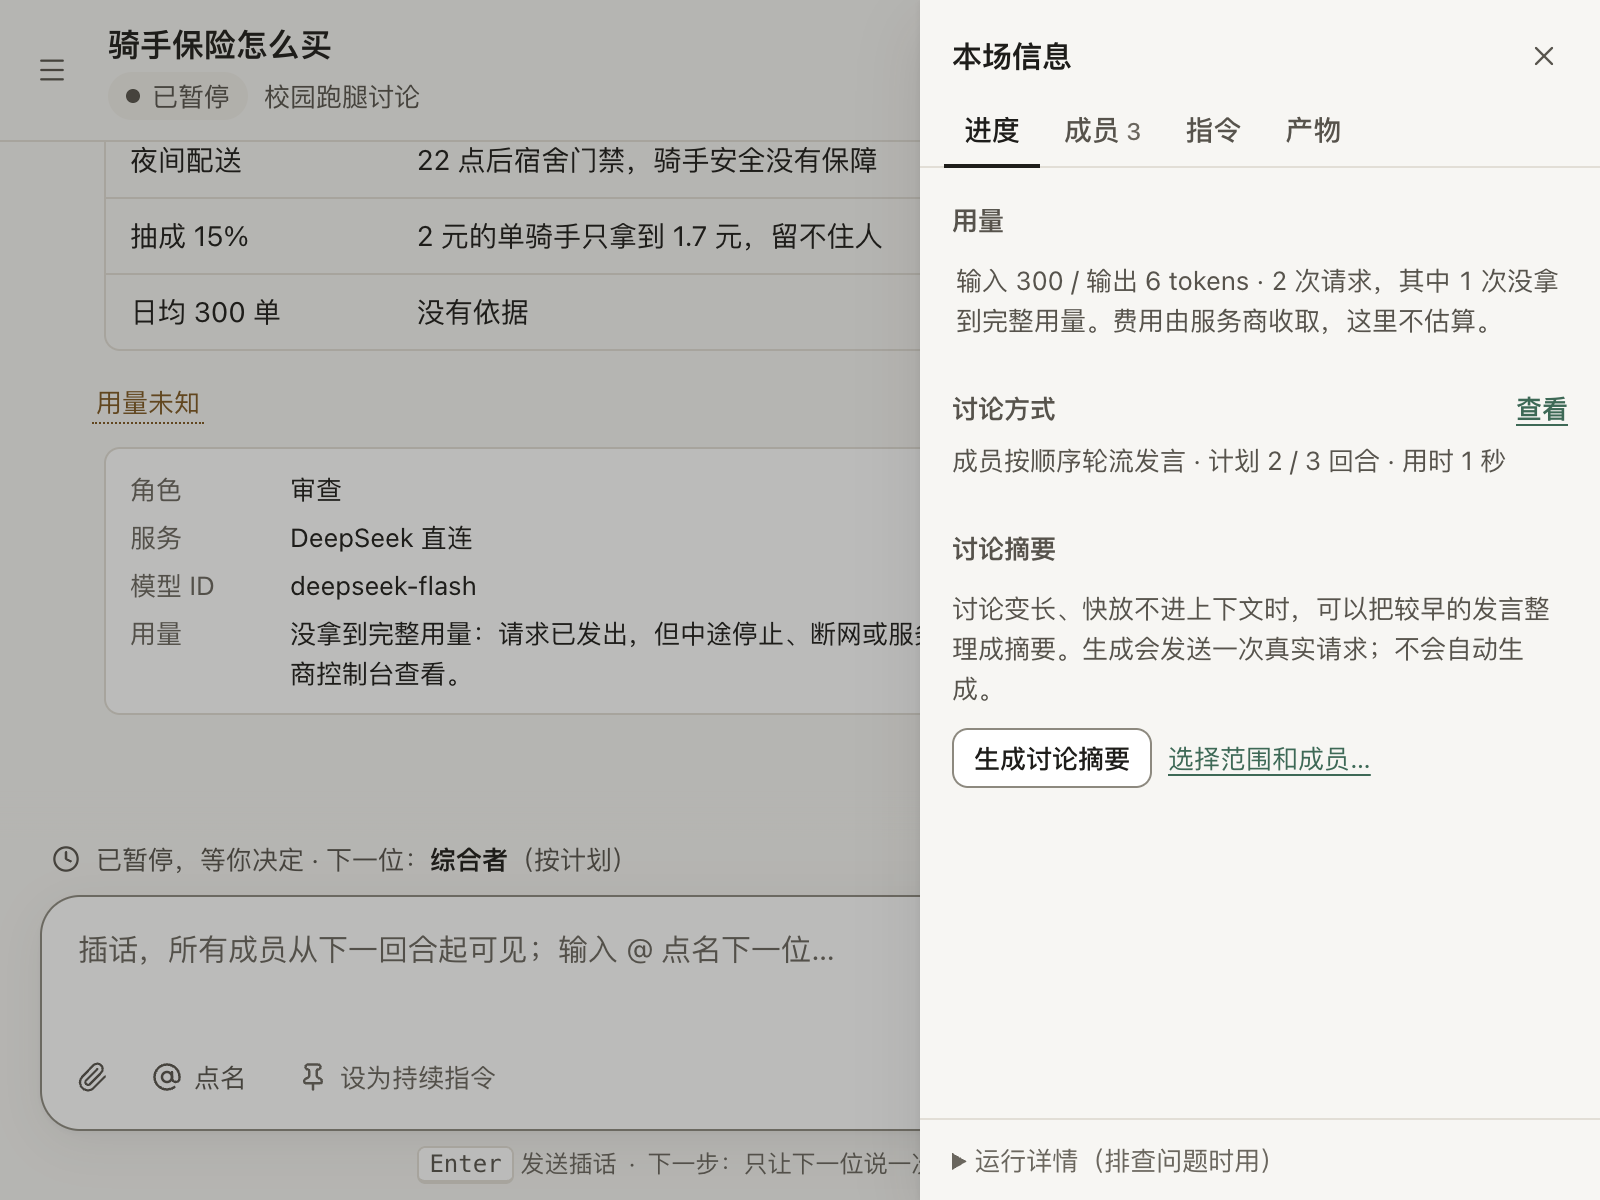 骑手保险怎么买
已暂停 校园跑腿讨论
夜间配送 22 点后宿舍门禁，骑手安全没有保障
抽成 15% 2 元的单骑手只拿到 1.7 元，留不住人
日均 300 单 没有依据
用量未知
角色 审查
服务 DeepSeek 直连
模型 ID deepseek-flash
用量 没拿到完整用量：请求已发出，但中途停止、断网或服
商控制台查看。
已暂停，等你决定 · 下一位：综合者（按计划）
插话，所有成员从下一回合起可见；输入 @ 点名下一位...
点名 设为持续指令
Enter 发送插话 · 下一步：只让下一位说一
本场信息
进度 成员 3 指令 产物
用量
输入 300 / 输出 6 tokens · 2 次请求，其中 1 次没拿
到完整用量。费用由服务商收取，这里不估算。
讨论方式 查看
成员按顺序轮流发言 · 计划 2 / 3 回合 · 用时 1 秒
讨论摘要
讨论变长、快放不进上下文时，可以把较早的发言整
理成摘要。生成会发送一次真实请求；不会自动生
成。
生成讨论摘要 选择范围和成员...
运行详情（排查问题时用）